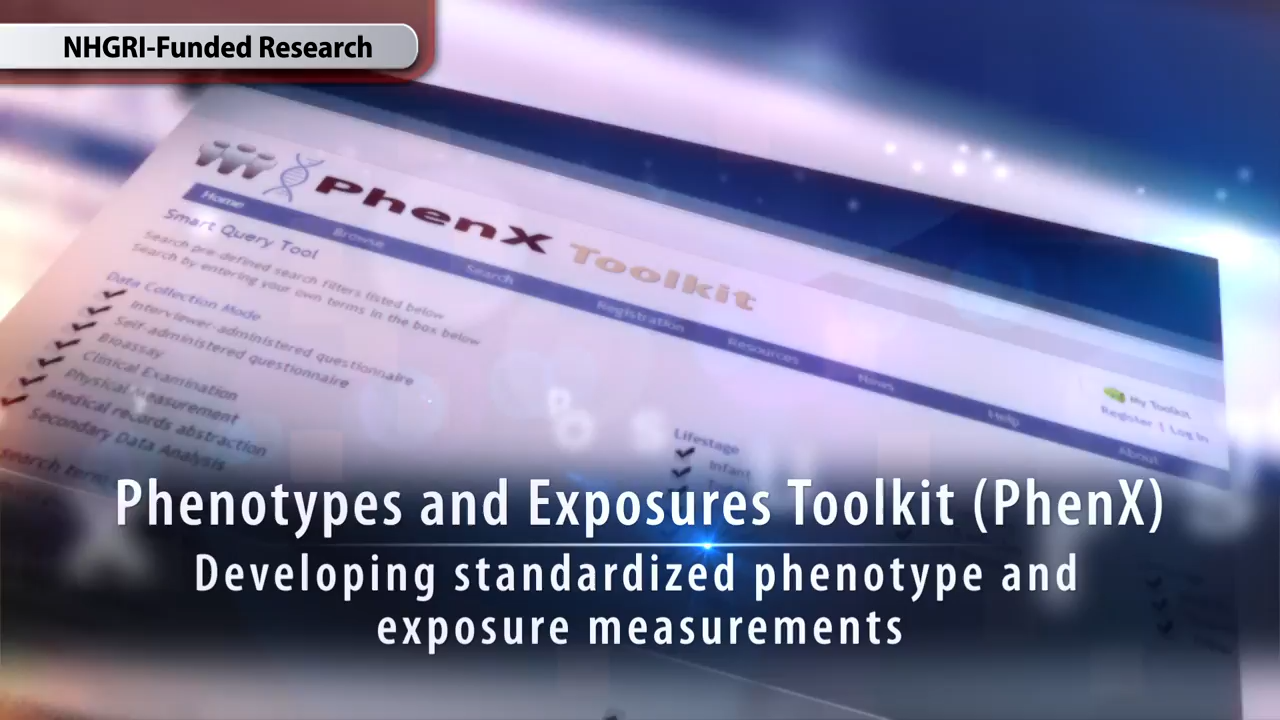 NHGRI-Funded Research
PhenX Toolkit
Home Browse Search Registration Resources News Help About
My Toolkit
Register | Log In
Smart Query Tool
Search pre-defined search filters listed below
Search by entering your own terms in the box below
Data Collection Mode
Interviewer-administered questionnaire
Self-administered questionnaire
Bioassay
Clinical Examination
Physical Measurement
Medical records abstraction
Secondary Data Analysis
search term
Lifestage
Infant
Phenotypes and Exposures Toolkit (PhenX)
Developing standardized phenotype and
exposure measurements